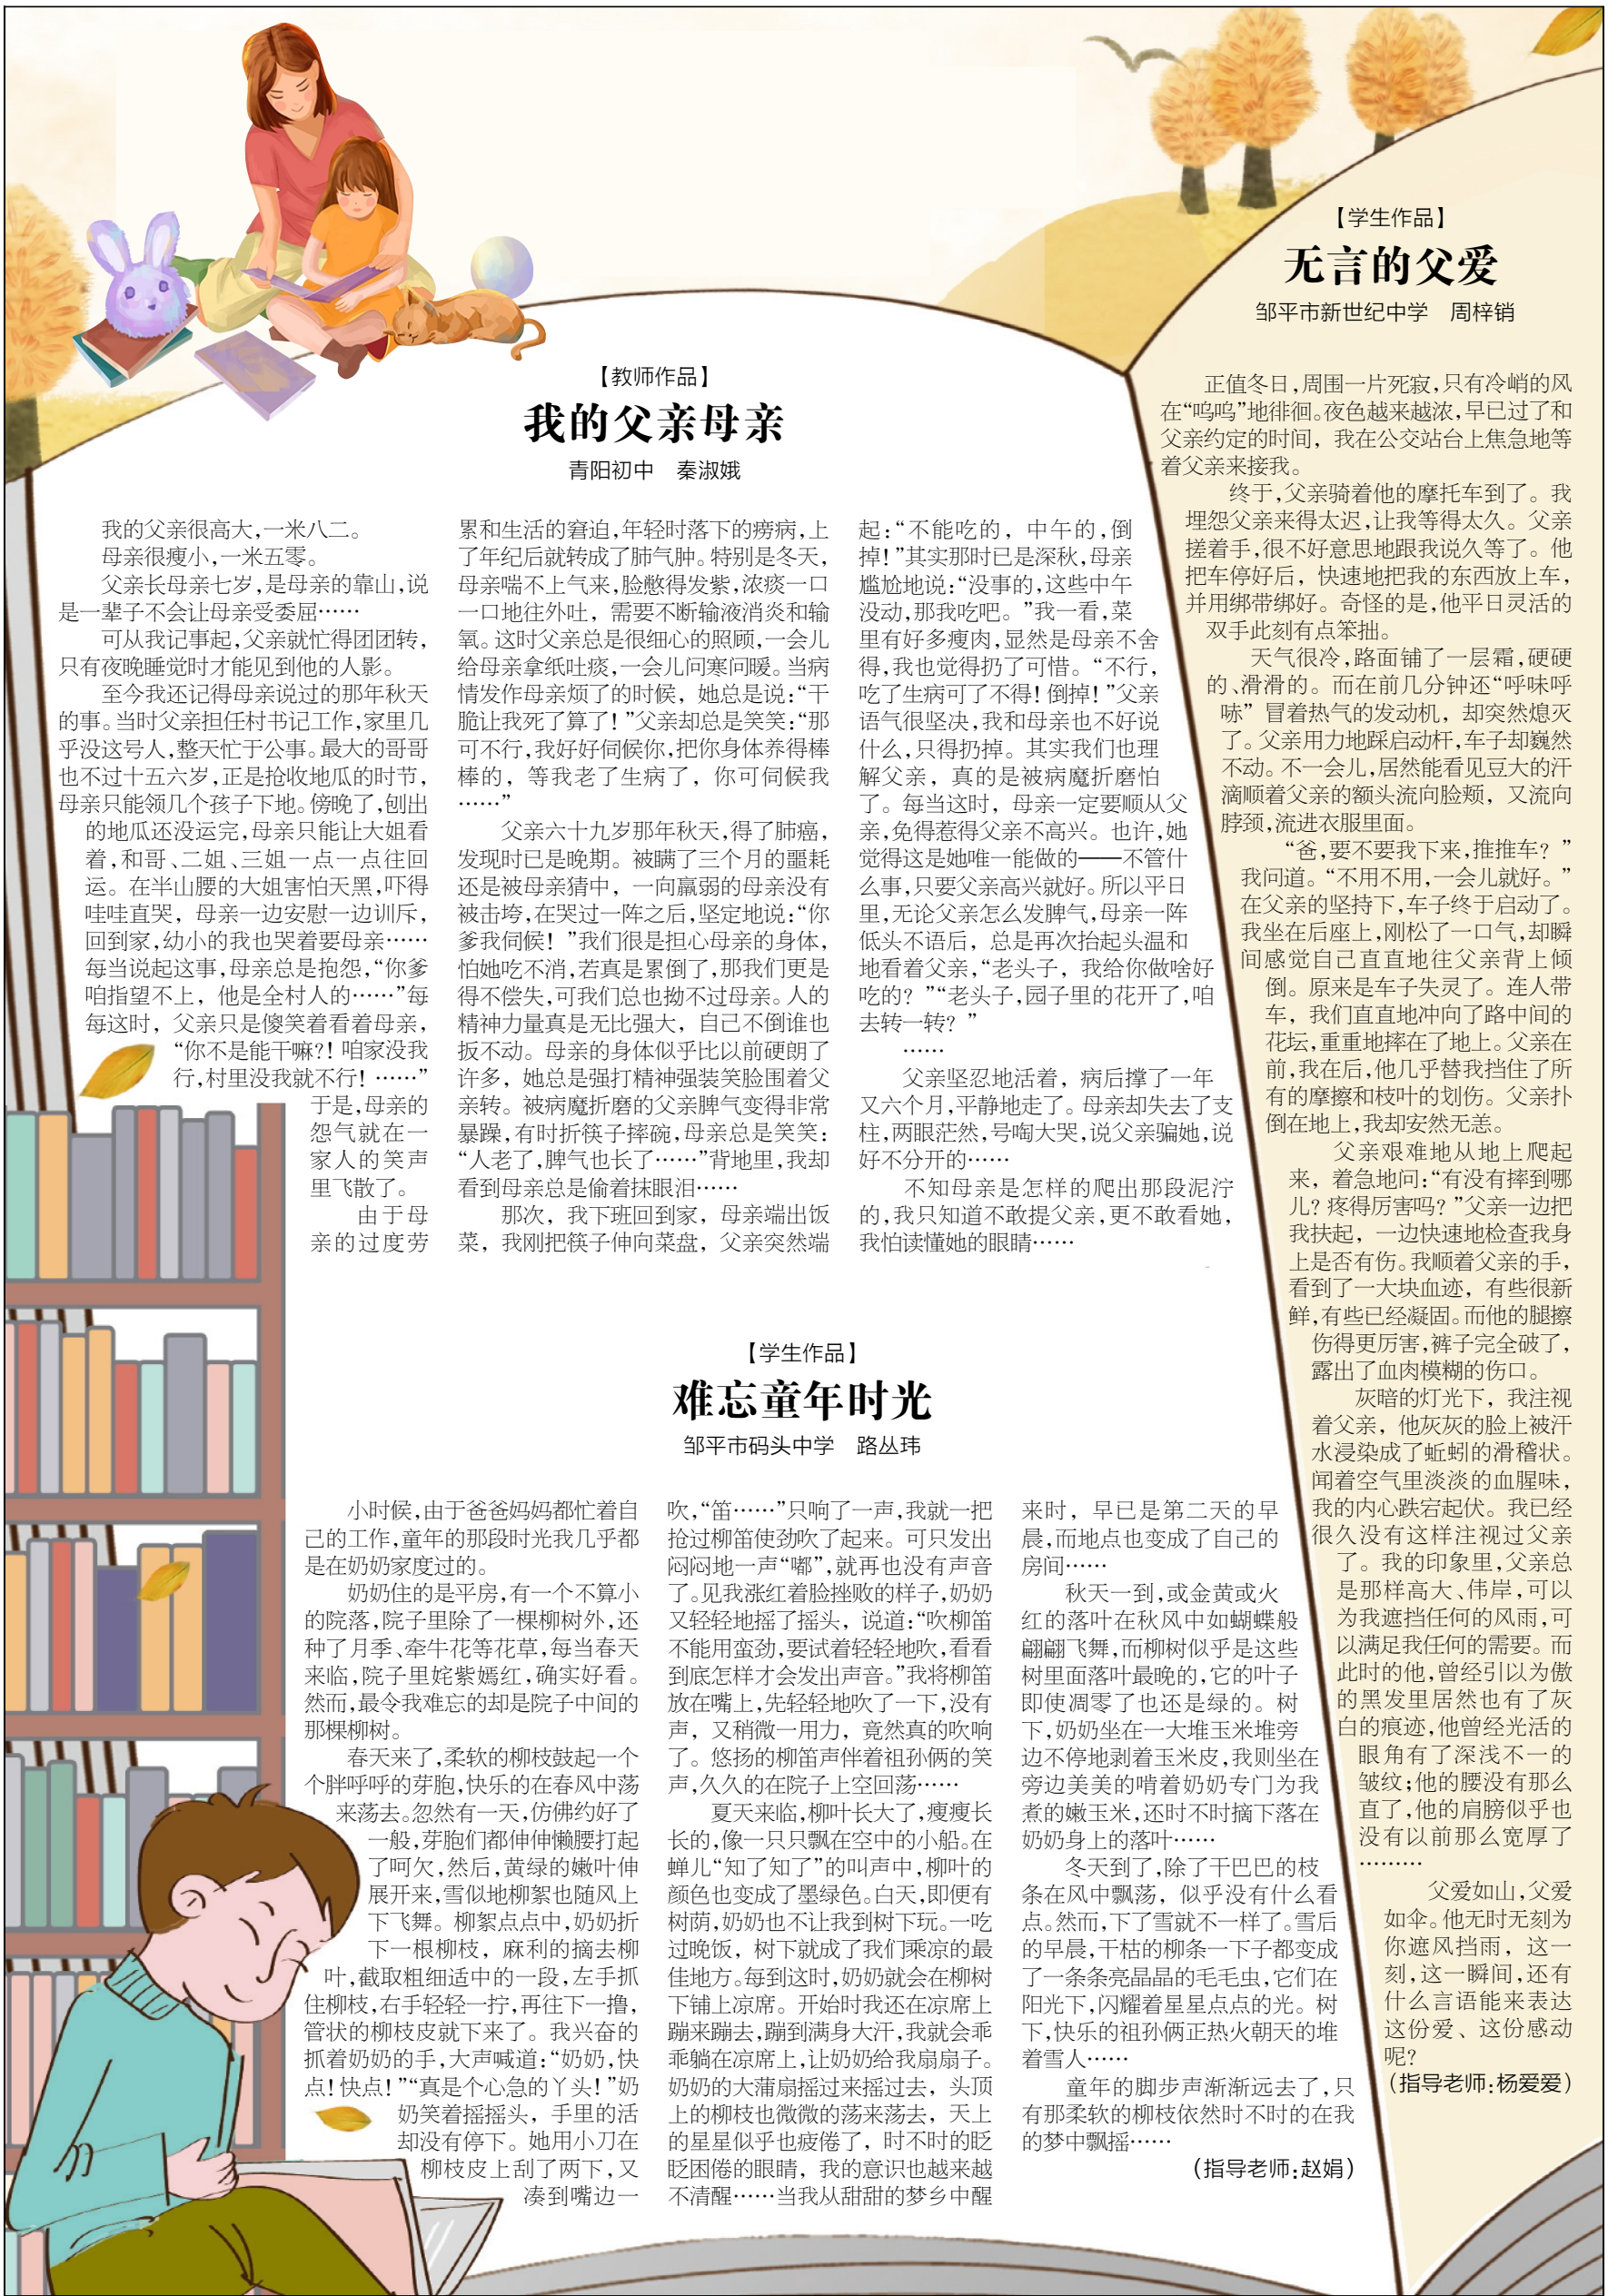 【教师作品】
我的父亲母亲
青阳初中　秦淑娥
我的父亲很高大，一米八二。
母亲很瘦小，一米五零。
父亲长母亲七岁，是母亲的靠山，说
是一辈子不会让母亲受委屈……
可从我记事起，父亲就忙得团团转，
只有夜晚睡觉时才能见到他的人影。
至今我还记得母亲说过的那年秋天
的事。当时父亲担任村书记工作，家里几
乎没这号人，整天忙于公事。最大的哥哥
也不过十五六岁，正是抢收地瓜的时节，
母亲只能领几个孩子下地。傍晚了，刨出
的地瓜还没运完，母亲只能让大姐看
着，和哥、二姐、三姐一点一点往回
运。在半山腰的大姐害怕天黑，吓得
哇哇直哭，母亲一边安慰一边训斥，
回到家，幼小的我也哭着要母亲……
每当说起这事，母亲总是抱怨，“你爹
咱指望不上，他是全村人的……”每
每这时，父亲只是傻笑着看着母亲，
“你不是能干嘛?！咱家没我
行，村里没我就不行！……”
于是，母亲的
怨气就在一
家人的笑声
里飞散了。
由于母
亲的过度劳
累和生活的窘迫，年轻时落下的痨病，上
了年纪后就转成了肺气肿。特别是冬天，
母亲喘不上气来，脸憋得发紫，浓痰一口
一口地往外吐，需要不断输液消炎和输
氧。这时父亲总是很细心的照顾，一会儿
给母亲拿纸吐痰，一会儿问寒问暖。当病
情发作母亲烦了的时候，她总是说：“干
脆让我死了算了！”父亲却总是笑笑：“那
可不行，我好好伺候你，把你身体养得棒
棒的，等我老了生病了，你可伺候我
……”
父亲六十九岁那年秋天，得了肺癌，
发现时已是晚期。被瞒了三个月的噩耗
还是被母亲猜中，一向羸弱的母亲没有
被击垮，在哭过一阵之后，坚定地说：“你
爹我伺候！”我们很是担心母亲的身体，
怕她吃不消，若真是累倒了，那我们更是
得不偿失，可我们总也拗不过母亲。人的
精神力量真是无比强大，自己不倒谁也
扳不动。母亲的身体似乎比以前硬朗了
许多，她总是强打精神强装笑脸围着父
亲转。被病魔折磨的父亲脾气变得非常
暴躁，有时折筷子摔碗，母亲总是笑笑：
“人老了，脾气也长了……”背地里，我却
看到母亲总是偷着抹眼泪……
那次，我下班回到家，母亲端出饭
菜，我刚把筷子伸向菜盘，父亲突然端
起：“不能吃的，中午的，倒
掉！”其实那时已是深秋，母亲
尴尬地说：“没事的，这些中午
没动，那我吃吧。”我一看，菜
里有好多瘦肉，显然是母亲不舍
得，我也觉得扔了可惜。“不行，
吃了生病可了不得！倒掉！”父亲
语气很坚决，我和母亲也不好说
什么，只得扔掉。其实我们也理
解父亲，真的是被病魔折磨怕
了。每当这时，母亲一定要顺从父
亲，免得惹得父亲不高兴。也许，她
觉得这是她唯一能做的——不管什
么事，只要父亲高兴就好。所以平日
里，无论父亲怎么发脾气，母亲一阵
低头不语后，总是再次抬起头温和
地看着父亲，“老头子，我给你做啥好
吃的？”“老头子，园子里的花开了，咱
去转一转？”
……
父亲坚忍地活着，病后撑了一年
又六个月，平静地走了。母亲却失去了支
柱，两眼茫然，号啕大哭，说父亲骗她，说
好不分开的……
不知母亲是怎样的爬出那段泥泞
的，我只知道不敢提父亲，更不敢看她，
我怕读懂她的眼睛……
【学生作品】
难忘童年时光
邹平市码头中学　路丛玮
小时候，由于爸爸妈妈都忙着自
己的工作，童年的那段时光我几乎都
是在奶奶家度过的。
奶奶住的是平房，有一个不算小
的院落，院子里除了一棵柳树外，还
种了月季、牵牛花等花草，每当春天
来临，院子里姹紫嫣红，确实好看。
然而，最令我难忘的却是院子中间的
那棵柳树。
春天来了，柔软的柳枝鼓起一个
个胖呼呼的芽胞，快乐的在春风中荡
来荡去。忽然有一天，仿佛约好了
一般，芽胞们都伸伸懒腰打起
了呵欠，然后，黄绿的嫩叶伸
展开来，雪似地柳絮也随风上
下飞舞。柳絮点点中，奶奶折
下一根柳枝，麻利的摘去柳
叶，截取粗细适中的一段，左手抓
住柳枝，右手轻轻一拧，再往下一撸，
管状的柳枝皮就下来了。我兴奋的
抓着奶奶的手，大声喊道：“奶奶，快
点！快点！”“真是个心急的丫头！”奶
奶笑着摇摇头，手里的活
却没有停下。她用小刀在
柳枝皮上刮了两下，又
凑到嘴边一
吹，“笛……”只响了一声，我就一把
抢过柳笛使劲吹了起来。可只发出
闷闷地一声“嘟”，就再也没有声音
了。见我涨红着脸挫败的样子，奶奶
又轻轻地摇了摇头，说道：“吹柳笛
不能用蛮劲，要试着轻轻地吹，看看
到底怎样才会发出声音。”我将柳笛
放在嘴上，先轻轻地吹了一下，没有
声，又稍微一用力，竟然真的吹响
了。悠扬的柳笛声伴着祖孙俩的笑
声，久久的在院子上空回荡……
夏天来临，柳叶长大了，瘦瘦长
长的，像一只只飘在空中的小船。在
蝉儿“知了知了”的叫声中，柳叶的
颜色也变成了墨绿色。白天，即便有
树荫，奶奶也不让我到树下玩。一吃
过晚饭，树下就成了我们乘凉的最
佳地方。每到这时，奶奶就会在柳树
下铺上凉席。开始时我还在凉席上
蹦来蹦去，蹦到满身大汗，我就会乖
乖躺在凉席上，让奶奶给我扇扇子。
奶奶的大蒲扇摇过来摇过去，头顶
上的柳枝也微微的荡来荡去，天上
的星星似乎也疲倦了，时不时的眨
眨困倦的眼睛，我的意识也越来越
不清醒……当我从甜甜的梦乡中醒
来时，早已是第二天的早
晨，而地点也变成了自己的
房间……
秋天一到，或金黄或火
红的落叶在秋风中如蝴蝶般
翩翩飞舞，而柳树似乎是这些
树里面落叶最晚的，它的叶子
即使凋零了也还是绿的。树
下，奶奶坐在一大堆玉米堆旁
边不停地剥着玉米皮，我则坐在
旁边美美的啃着奶奶专门为我
煮的嫩玉米，还时不时摘下落在
奶奶身上的落叶……
冬天到了，除了干巴巴的枝
条在风中飘荡，似乎没有什么看
点。然而，下了雪就不一样了。雪后
的早晨，干枯的柳条一下子都变成
了一条条亮晶晶的毛毛虫，它们在
阳光下，闪耀着星星点点的光。树
下，快乐的祖孙俩正热火朝天的堆
着雪人……
童年的脚步声渐渐远去了，只
有那柔软的柳枝依然时不时的在我
的梦中飘摇……
（指导老师：赵娟）
【学生作品】
无言的父爱
邹平市新世纪中学　周梓销
正值冬日，周围一片死寂，只有冷峭的风
在“呜呜”地徘徊。夜色越来越浓，早已过了和
父亲约定的时间，我在公交站台上焦急地等
着父亲来接我。
终于，父亲骑着他的摩托车到了。我
埋怨父亲来得太迟，让我等得太久。父亲
搓着手，很不好意思地跟我说久等了。他
把车停好后，快速地把我的东西放上车，
并用绑带绑好。奇怪的是，他平日灵活的
双手此刻有点笨拙。
天气很冷，路面铺了一层霜，硬硬
的、滑滑的。而在前几分钟还“呼味呼
哧”冒着热气的发动机，却突然熄灭
了。父亲用力地踩启动杆，车子却巍然
不动。不一会儿，居然能看见豆大的汗
滴顺着父亲的额头流向脸颊，又流向
脖颈，流进衣服里面。
“爸，要不要我下来，推推车？”
我问道。“不用不用，一会儿就好。”
在父亲的坚持下，车子终于启动了。
我坐在后座上，刚松了一口气，却瞬
间感觉自己直直地往父亲背上倾
倒。原来是车子失灵了。连人带
车，我们直直地冲向了路中间的
花坛，重重地摔在了地上。父亲在
前，我在后，他几乎替我挡住了所
有的摩擦和枝叶的划伤。父亲扑
倒在地上，我却安然无恙。
父亲艰难地从地上爬起
来，着急地问：“有没有摔到哪
儿？疼得厉害吗？”父亲一边把
我扶起，一边快速地检查我身
上是否有伤。我顺着父亲的手，
看到了一大块血迹，有些很新
鲜，有些已经凝固。而他的腿擦
伤得更厉害，裤子完全破了，
露出了血肉模糊的伤口。
灰暗的灯光下，我注视
着父亲，他灰灰的脸上被汗
水浸染成了蚯蚓的滑稽状。
闻着空气里淡淡的血腥味，
我的内心跌宕起伏。我已经
很久没有这样注视过父亲
了。我的印象里，父亲总
是那样高大、伟岸，可以
为我遮挡任何的风雨，可
以满足我任何的需要。而
此时的他，曾经引以为傲
的黑发里居然也有了灰
白的痕迹，他曾经光活的
眼角有了深浅不一的
皱纹；他的腰没有那么
直了，他的肩膀似乎也
没有以前那么宽厚了
………
父爱如山，父爱
如伞。他无时无刻为
你遮风挡雨，这一
刻，这一瞬间，还有
什么言语能来表达
这份爱、这份感动
呢？
（指导老师：杨爱爱）